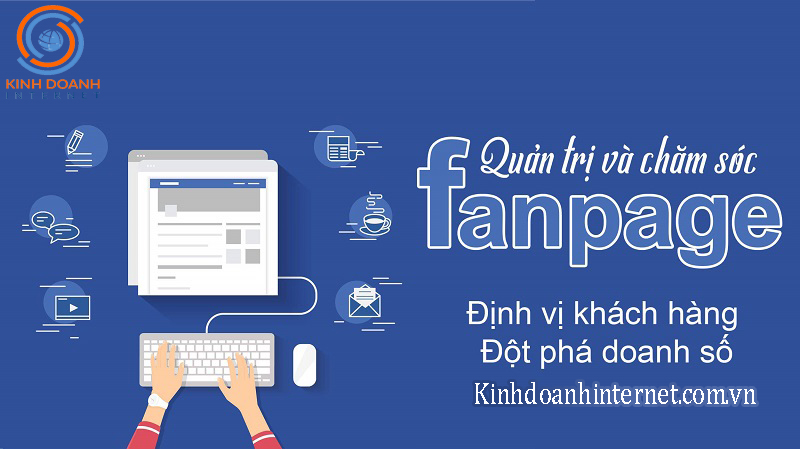 KINH DOANH
INTERNET
Quản trị và chăm sóc
fanpage
Định vị khách hàng
Đột phá doanh số
Kinhdoanhinternet.com.vn